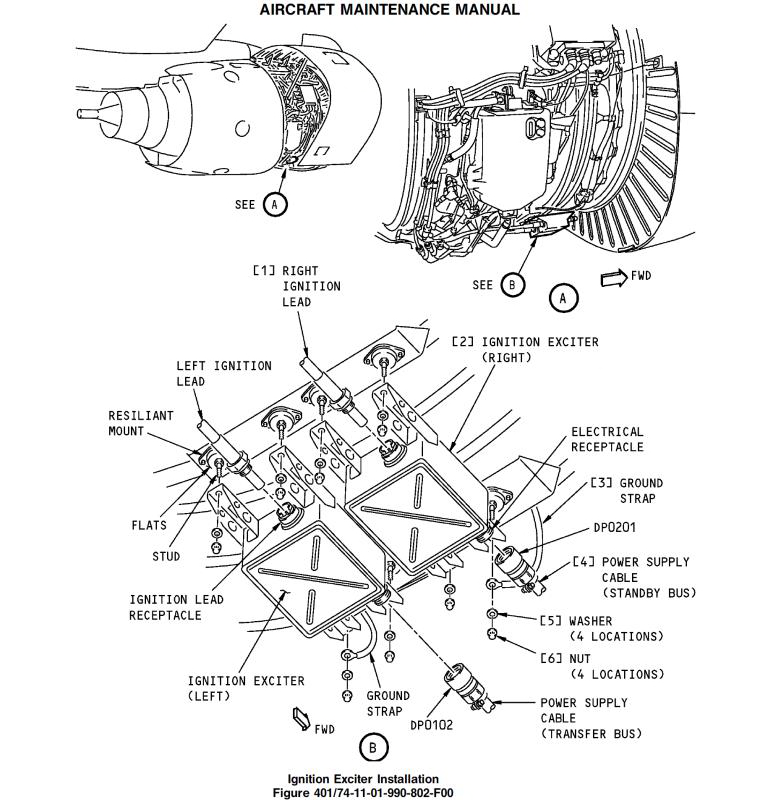 AIRCRAFT MAINTENANCE MANUAL
SEE A
SEE B
A
FWD
[1] RIGHT
IGNITION
LEAD
[2] IGNITION EXCITER
(RIGHT)
LEFT IGNITION
LEAD
RESILIANT
MOUNT
ELECTRICAL
RECEPTACLE
[3] GROUND
STRAP
FLATS
DP0201
STUD
[4] POWER SUPPLY
CABLE
(STANDBY BUS)
IGNITION LEAD
RECEPTACLE
[5] WASHER
(4 LOCATIONS)
[6] NUT
(4 LOCATIONS)
IGNITION EXCITER
(LEFT)
GROUND
STRAP
DP0102
POWER SUPPLY
CABLE
(TRANSFER BUS)
FWD
B
Ignition Exciter Installation
Figure 401/74-11-01-990-802-F00